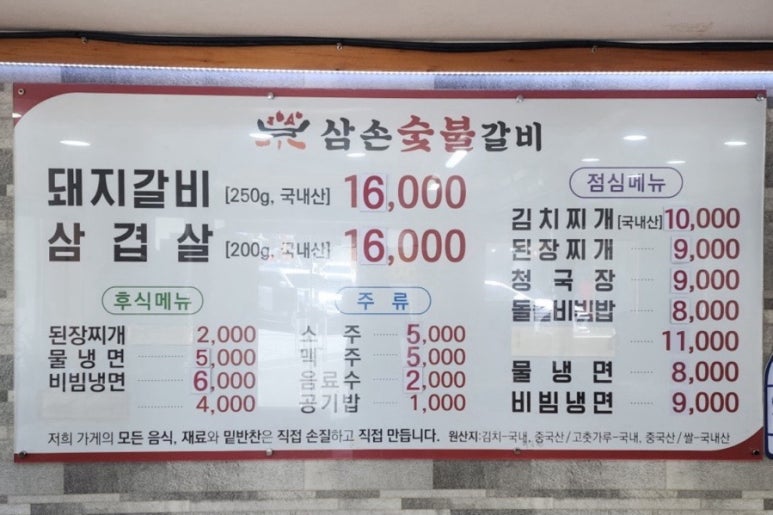 삼손숯불갈비
돼지갈비 [250g, 국내산] 16,000
삼겹살 [200g, 국내산] 16,000
후식메뉴
된장찌개 2,000
물냉면 5,000
비빔냉면 6,000
4,000
주류
소주 5,000
맥주 5,000
음료수 2,000
공기밥 1,000
점심메뉴
김치찌개 [국내산] 10,000
된장찌개 9,000
청국장 9,000
돌솥비빔밥 8,000
11,000
물냉면 8,000
비빔냉면 9,000
저희 가게의 모든 음식, 재료와 밑반찬은 직접 손질하고 직접 만듭니다. 원산지:김치-국내, 중국산 / 고춧가루-국내, 중국산 / 쌀-국내산